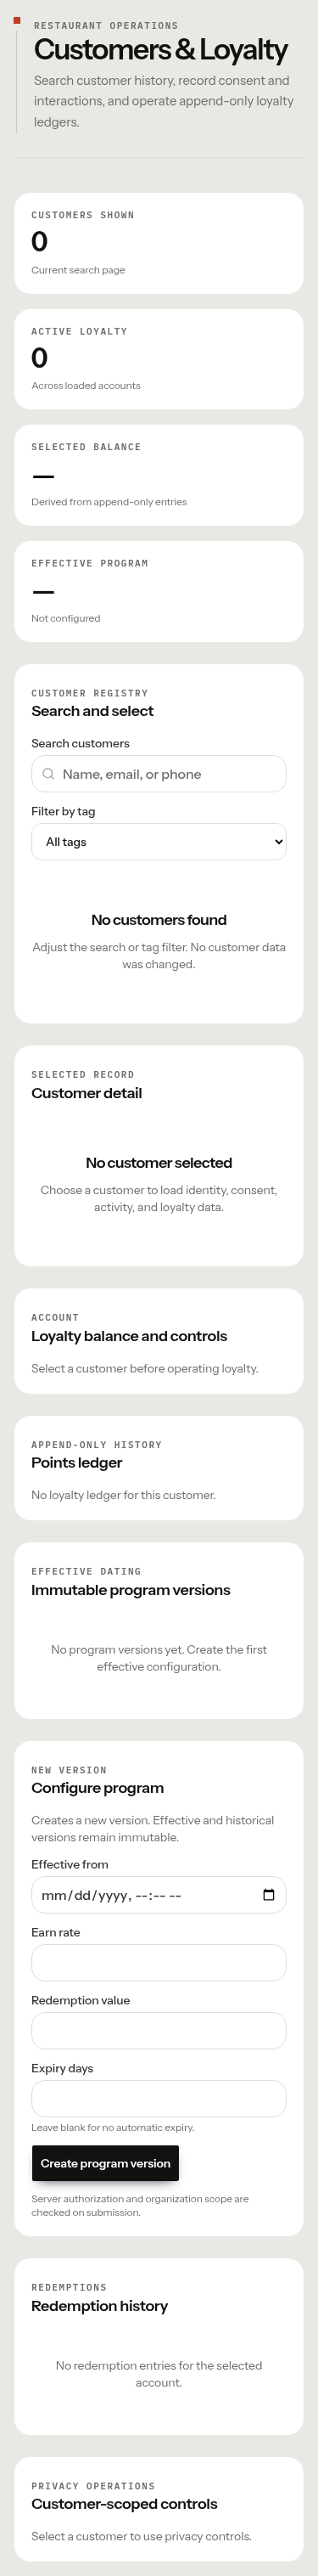 RESTAURANT OPERATIONS
Customers & Loyalty
Search customer history, record consent and
interactions, and operate append-only loyalty
ledgers.
CUSTOMERS SHOWN
0
Current search page
ACTIVE LOYALTY
0
Across loaded accounts
SELECTED BALANCE
—
Derived from append-only entries
EFFECTIVE PROGRAM
—
Not configured
CUSTOMER REGISTRY
Search and select
Search customers
Name, email, or phone
Filter by tag
All tags
No customers found
Adjust the search or tag filter. No customer data
was changed.
SELECTED RECORD
Customer detail
No customer selected
Choose a customer to load identity, consent,
activity, and loyalty data.
ACCOUNT
Loyalty balance and controls
Select a customer before operating loyalty.
APPEND-ONLY HISTORY
Points ledger
No loyalty ledger for this customer.
EFFECTIVE DATING
Immutable program versions
No program versions yet. Create the first
effective configuration.
NEW VERSION
Configure program
Creates a new version. Effective and historical
versions remain immutable.
Effective from
mm/dd/yyyy, --:-- --
Earn rate
Redemption value
Expiry days
Leave blank for no automatic expiry.
Create program version
Server authorization and organization scope are
checked on submission.
REDEMPTIONS
Redemption history
No redemption entries for the selected
account.
PRIVACY OPERATIONS
Customer-scoped controls
Select a customer to use privacy controls.